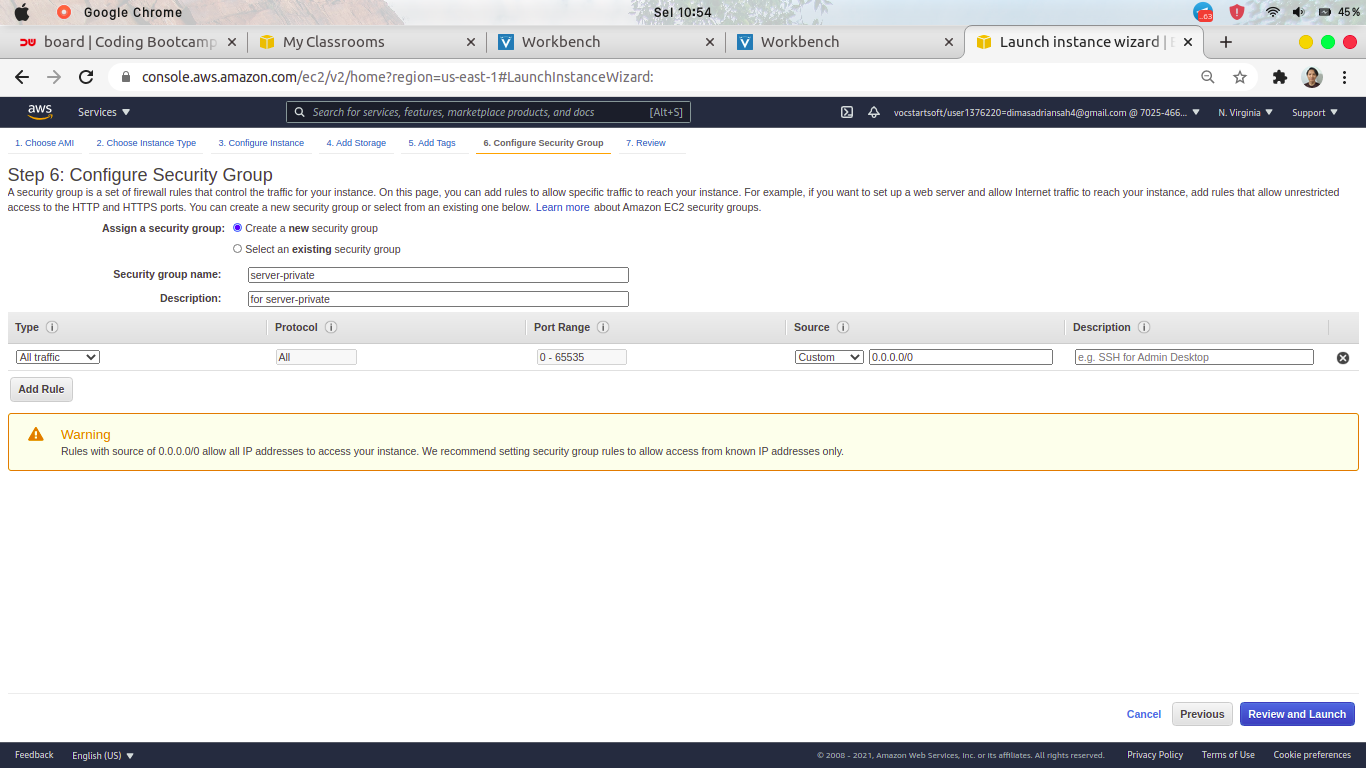 Google Chrome
Sel 10:54
63
45%
board | Coding Bootcamp
My Classrooms
Workbench
Workbench
Launch instance wizard |
console.aws.amazon.com/ec2/v2/home?region=us-east-1#LaunchInstanceWizard:
aws
Services
Search for services, features, marketplace products, and docs
[Alt+S]
vocstartsoft/user1376220=dimasadriansah4@gmail.com @ 7025-466...
N. Virginia
Support
1. Choose AMI
2. Choose Instance Type
3. Configure Instance
4. Add Storage
5. Add Tags
6. Configure Security Group
7. Review
Step 6: Configure Security Group
A security group is a set of firewall rules that control the traffic for your instance. On this page, you can add rules to allow specific traffic to reach your instance. For example, if you want to set up a web server and allow Internet traffic to reach your instance, add rules that allow unrestricted
access to the HTTP and HTTPS ports. You can create a new security group or select from an existing one below. Learn more about Amazon EC2 security groups.
Assign a security group:
Create a new security group
Select an existing security group
Security group name:
server-private
Description:
for server-private
Type
Protocol
Port Range
Source
Description
All traffic
All
0 - 65535
Custom
0.0.0.0/0
e.g. SSH for Admin Desktop
Add Rule
Warning
Rules with source of 0.0.0.0/0 allow all IP addresses to access your instance. We recommend setting security group rules to allow access from known IP addresses only.
Cancel
Previous
Review and Launch
Feedback
English (US)
© 2008 - 2021, Amazon Web Services, Inc. or its affiliates. All rights reserved.
Privacy Policy
Terms of Use
Cookie preferences